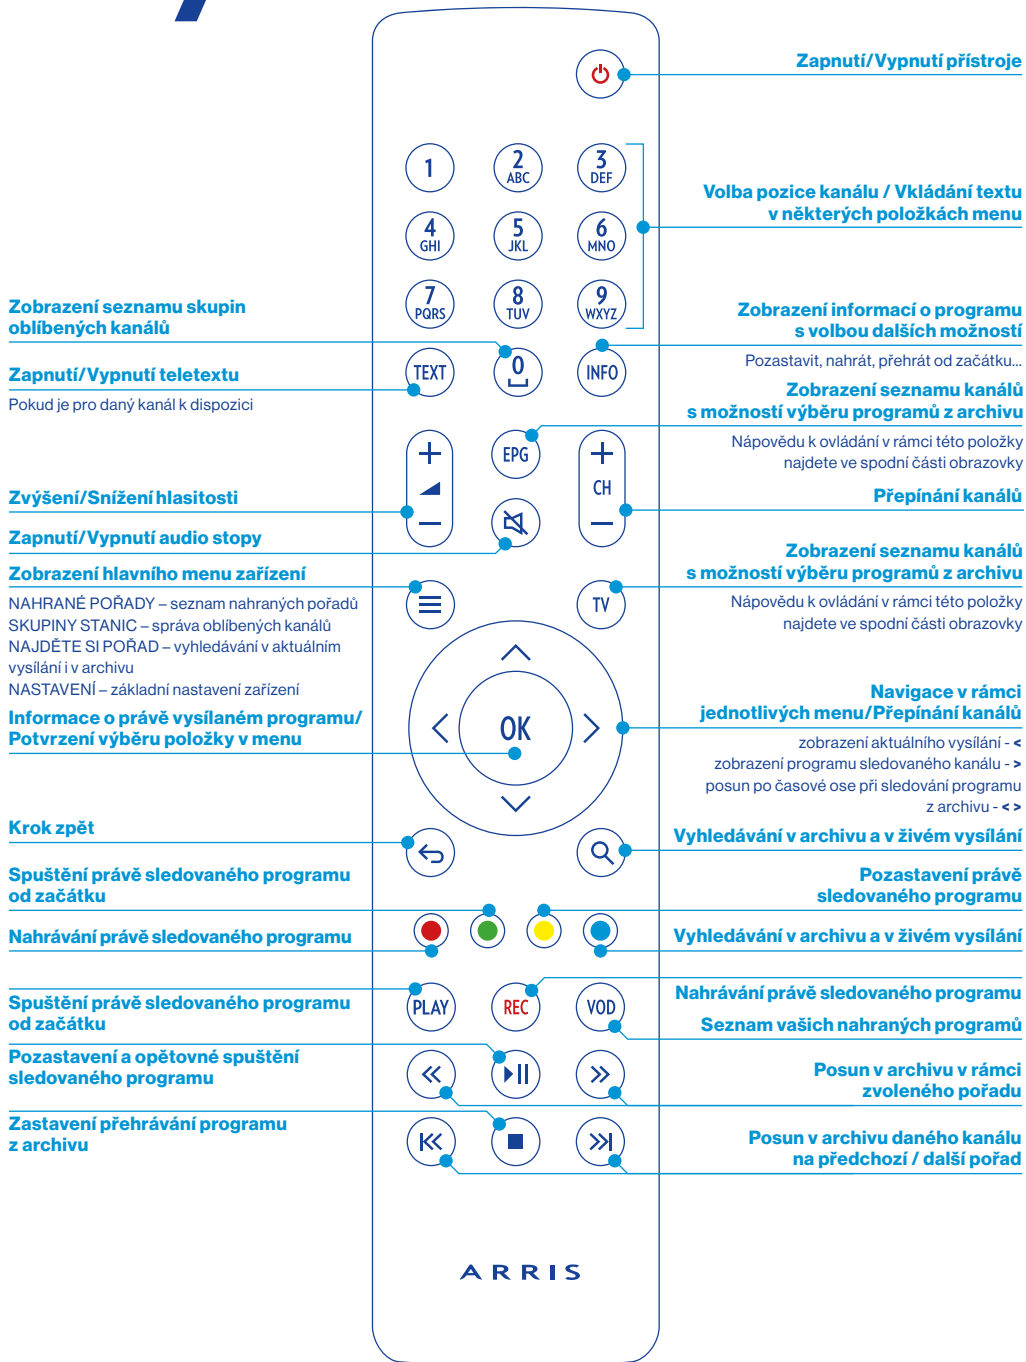 Zapnutí/Vypnutí přístroje
1
2
ABC
3
DEF
Volba pozice kanálu / Vkládání textu
v některých položkách menu
4
GHI
5
JKL
6
MNO
7
PQRS
8
TUV
9
WXYZ
Zobrazení seznamu skupin
oblíbených kanálů
Zobrazení informací o programu
s volbou dalších možností
Pozastavit, nahrát, přehrát od začátku...
TEXT
0
INFO
Zapnutí/Vypnutí teletextu
Pokud je pro daný kanál k dispozici
Zobrazení seznamu kanálů
s možností výběru programů z archivu
Nápovědu k ovládání v rámci této položky
najdete ve spodní části obrazovky
EPG
CH
Zvýšení/Snížení hlasitosti
Přepínání kanálů
Zapnutí/Vypnutí audio stopy
Zobrazení hlavního menu zařízení
NAHRANÉ POŘADY – seznam nahraných pořadů
SKUPINY STANIC – správa oblíbených kanálů
NAJDĚTE SI POŘAD – vyhledávání v aktuálním
vysílání i v archivu
NASTAVENÍ – základní nastavení zařízení
Zobrazení seznamu kanálů
s možností výběru programů z archivu
Nápovědu k ovládání v rámci této položky
najdete ve spodní části obrazovky
TV
Informace o právě vysílaném programu/
Potvrzení výběru položky v menu
OK
Navigace v rámci
jednotlivých menu/Přepínání kanálů
zobrazení aktuálního vysílání - <
zobrazení programu sledovaného kanálu - >
posun po časové ose při sledování programu
z archivu - < >
Krok zpět
Vyhledávání v archivu a v živém vysílání
Spuštění právě sledovaného programu
od začátku
Pozastavení právě
sledovaného programu
Nahrávání právě sledovaného programu
Vyhledávání v archivu a v živém vysílání
PLAY
REC
VOD
Spuštění právě sledovaného programu
od začátku
Nahrávání právě sledovaného programu
Seznam vašich nahraných programů
Pozastavení a opětovné spuštění
sledovaného programu
Posun v archivu v rámci
zvoleného pořadu
Zastavení přehrávání programu
z archivu
Posun v archivu daného kanálu
na předchozí / další pořad
ARRIS